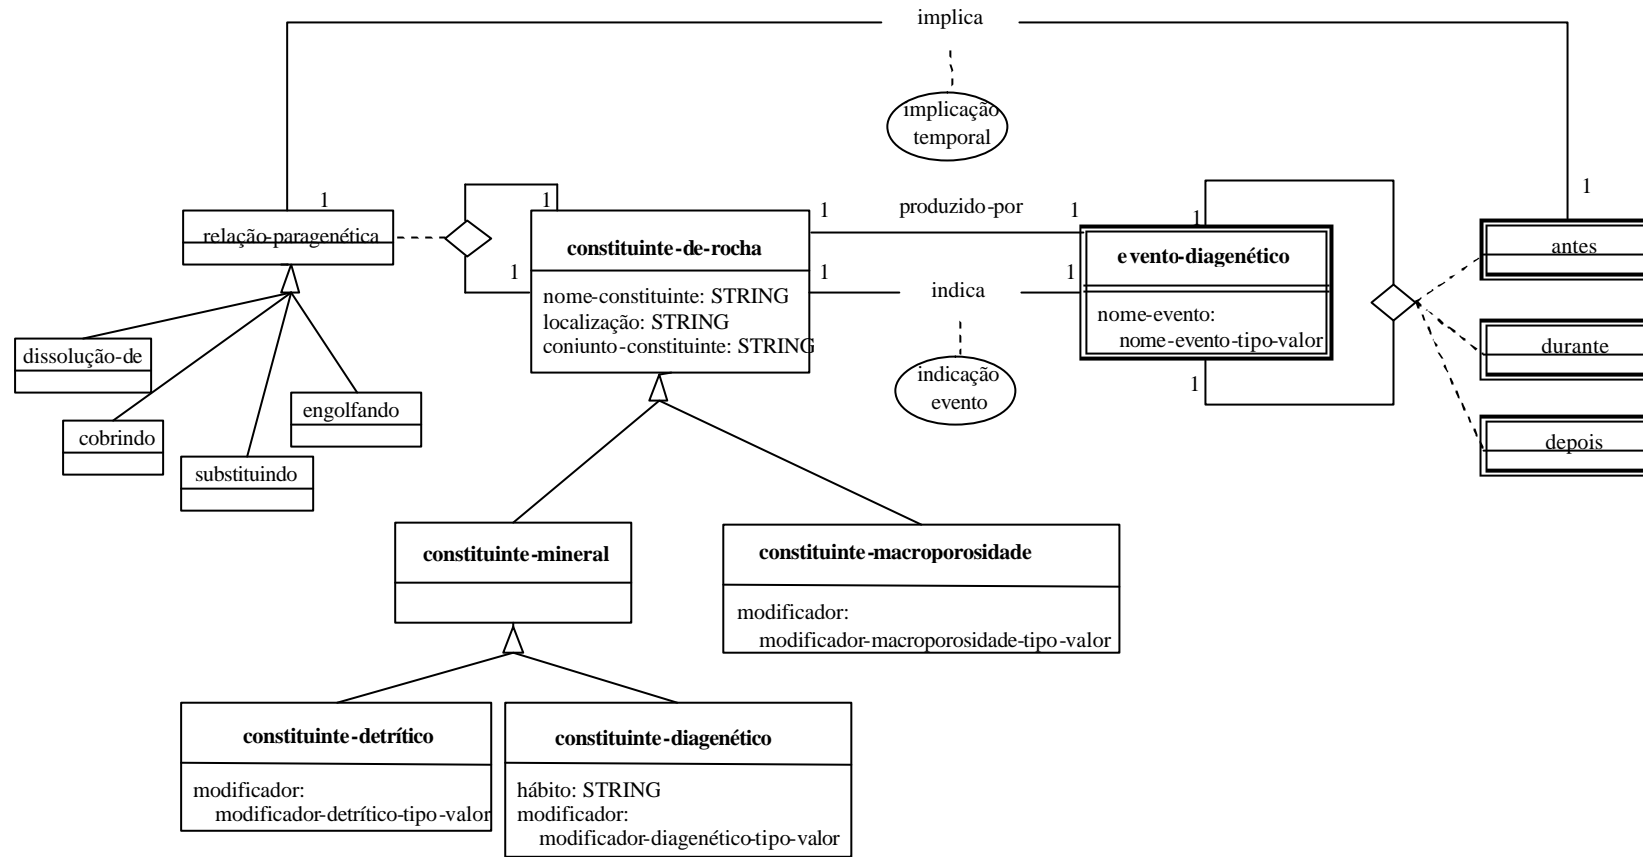 implica
implicação
temporal
1
1
1
1
produzido-por
1
1
relação-paragenética
constituinte-de-rocha
evento-diagenético
antes
1
1
indica
1
nome-constituinte: STRING
localização: STRING
conjunto-constituinte: STRING
nome-evento:
nome-evento-tipo-valor
durante
dissolução-de
indicação
evento
1
engolfando
cobrindo
substituindo
depois
constituinte-mineral
constituinte-macroporosidade
modificador:
modificador-macroporosidade-tipo-valor
constituinte-detrítico
constituinte-diagenético
modificador:
modificador-detrítico-tipo-valor
hábito: STRING
modificador:
modificador-diagenético-tipo-valor